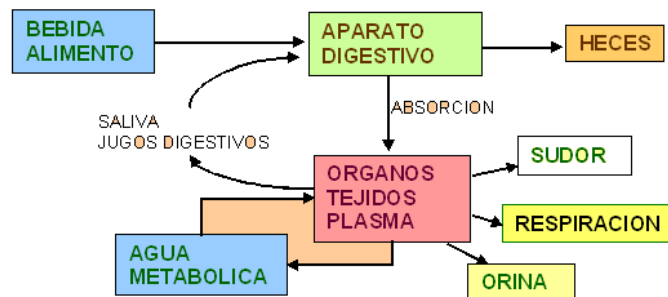 BEBIDA
ALIMENTO
APARATO
DIGESTIVO
HECES
ABSORCION
SALIVA
JUGOS DIGESTIVOS
ORGANOS
TEJIDOS
PLASMA
SUDOR
RESPIRACION
AGUA
METABOLICA
ORINA